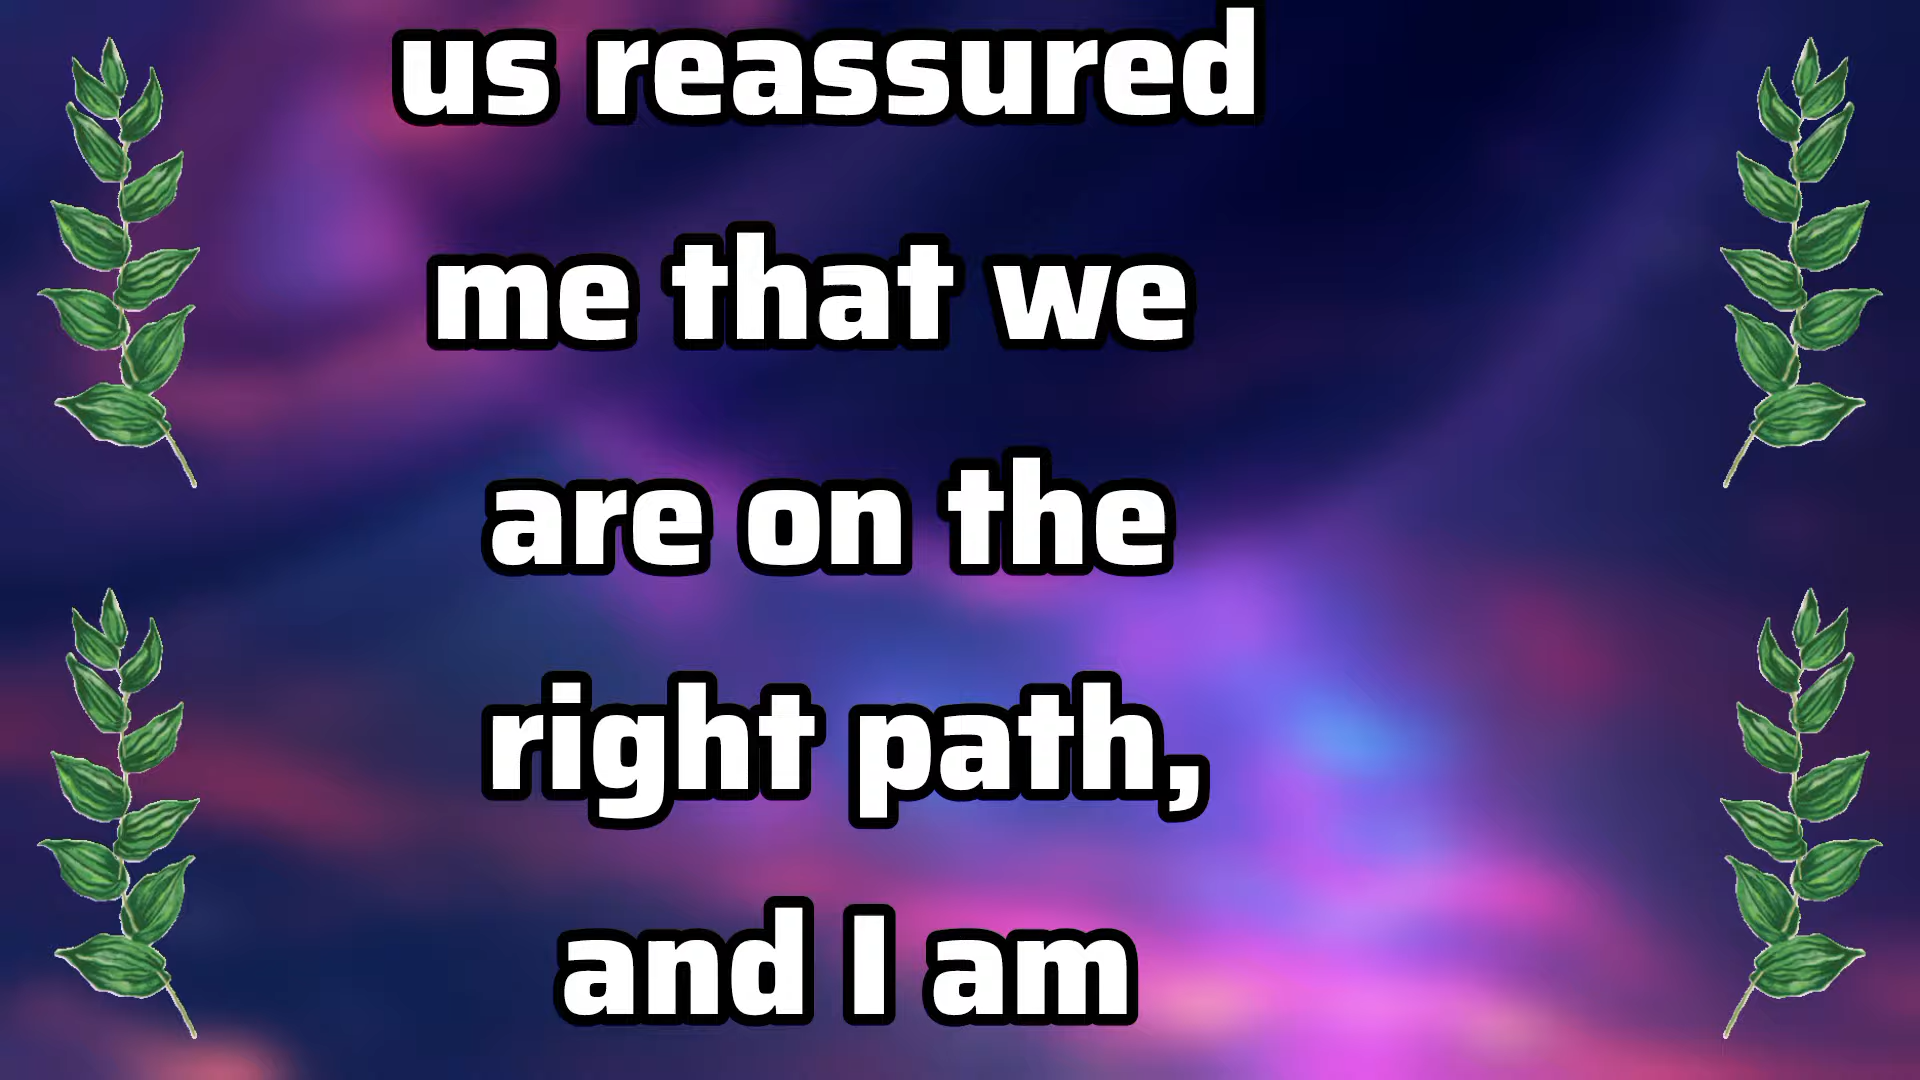 us reassured
me that we
are on the
right path,
and I am